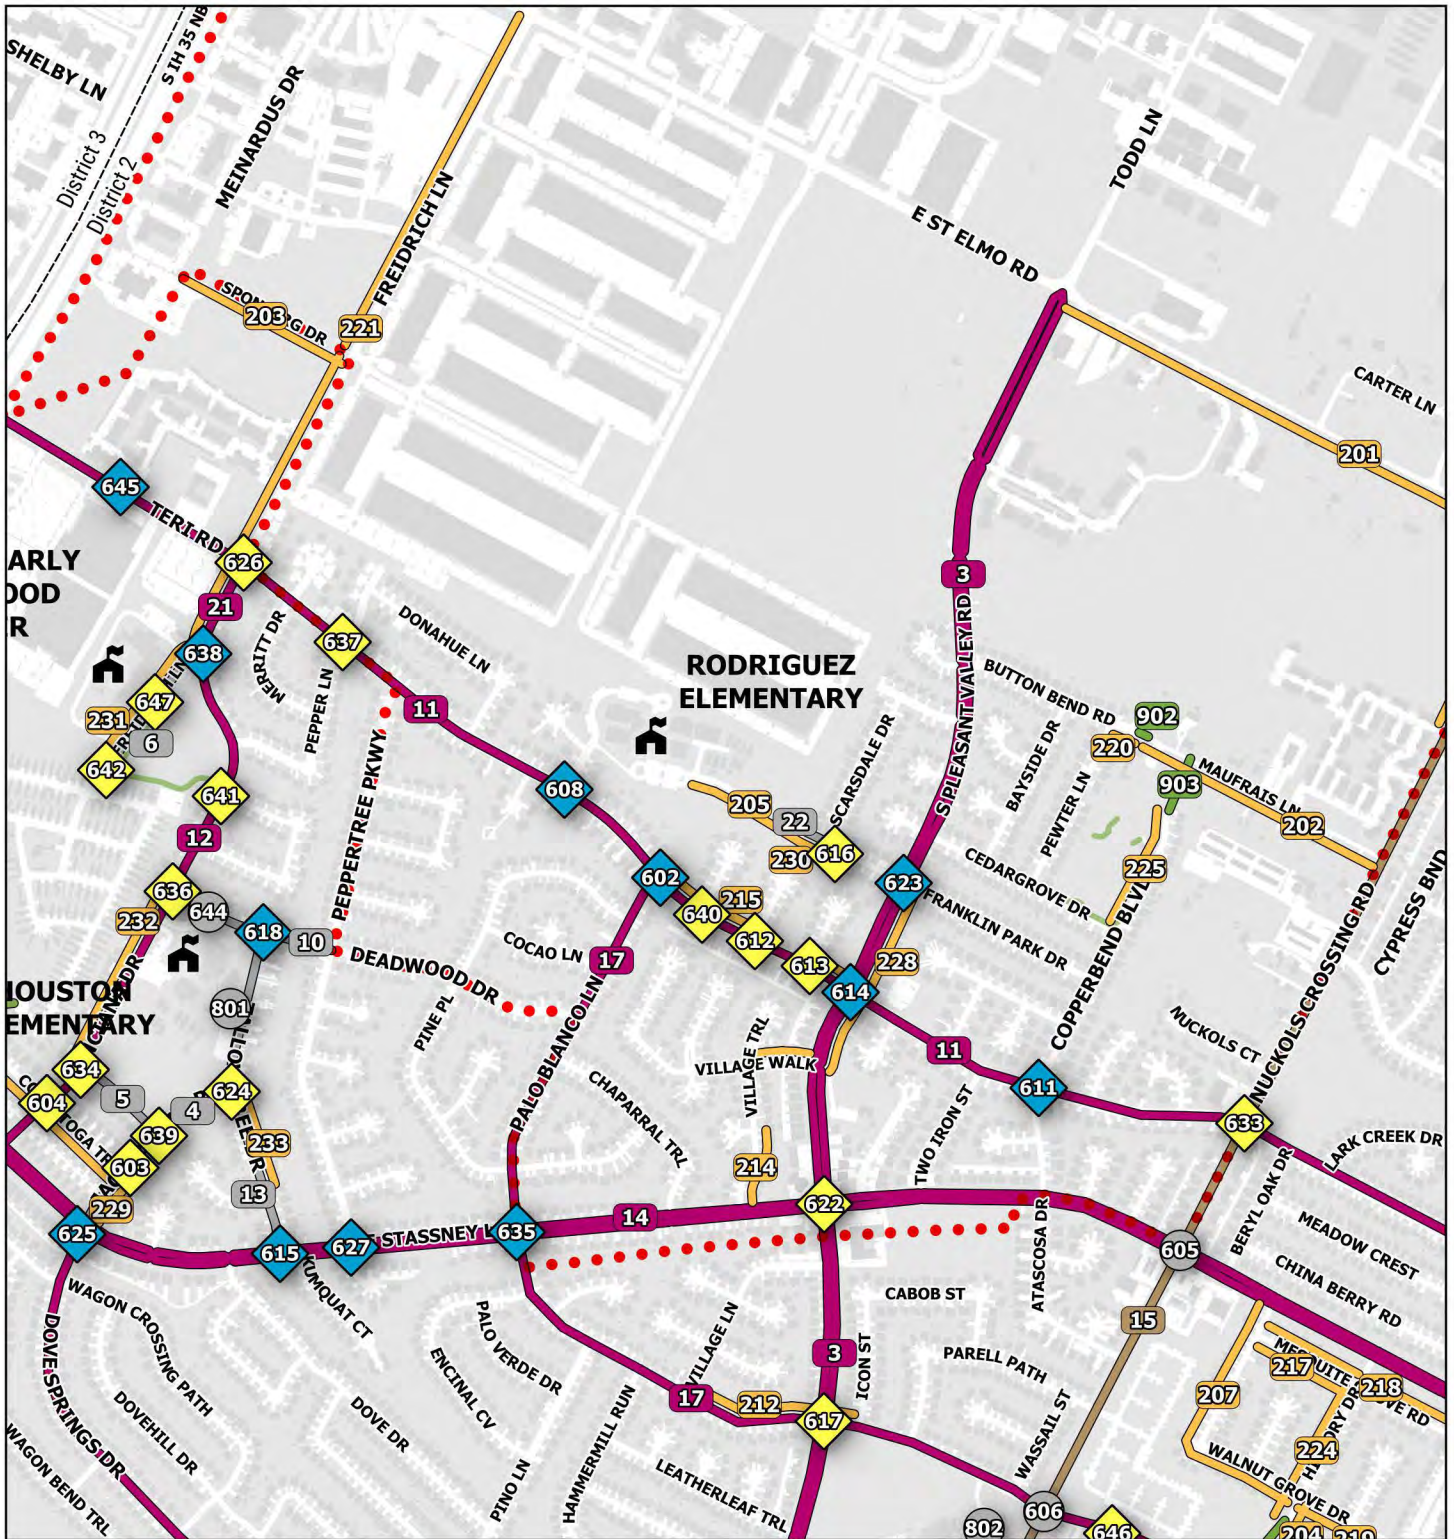 SHELBY LN
S IH 35 NB
District 3
District 2
MEINARDUS DR
FREIDRICH LN
TODD LN
E ST ELMO RD
203
221
CARTER LN
201
645
TERI RD
626
3
ARLY
OOD
R
21
638
MERRITT DR
637
DONAHUE LN
RODRIGUEZ
ELEMENTARY
S PLEASANT VALLEY RD
BUTTON BEND RD
647
231
6
642
PEPPER LN
11
902
220
BAYSIDE DR
903
MAUFRAIS LN
641
608
SCARSDALE DR
205
22
PEWTER LN
202
12
PEPPERTREE PKWY
230
616
CEDARGROVE DR
225
CYPRESS BND
636
644
602
623
FRANKLIN PARK DR
640
215
232
618
10
612
COCAO LN
17
613
228
DEADWOOD DR
HOUSTON
EMENTARY
614
801
PINE PL
COPPERBEND BLVD
NUCKOLS CT
NUCKOLS CROSSING RD
PALO BLANCO LN
VILLAGE TRL
VILLAGE WALK
11
634
5
604
624
4
CHAPARRAL TRL
611
TWO IRON ST
639
633
603
233
LARK CREEK DR
214
BERYL OAK DR
13
229
622
14
625
635
615
627
E STASSNEY L
ATASCOSA DR
605
MEADOW CREST
KUMQUAT CT
CHINA BERRY RD
CABOB ST
WAGON CROSSING PATH
DOVE SPRINGS DR
PALO VERDE DR
VILLAGE LN
ICON ST
3
15
ENCINAL CV
PARELL PATH
217
218
207
17
212
617
DOVEHILL DR
DOVE DR
HAMMERMILL RUN
WASSAIL ST
224
WAGON BEND TRL
PINO LN
LEATHERLEAF TRL
WALNUT GROVE DR
802
606
646
204
219